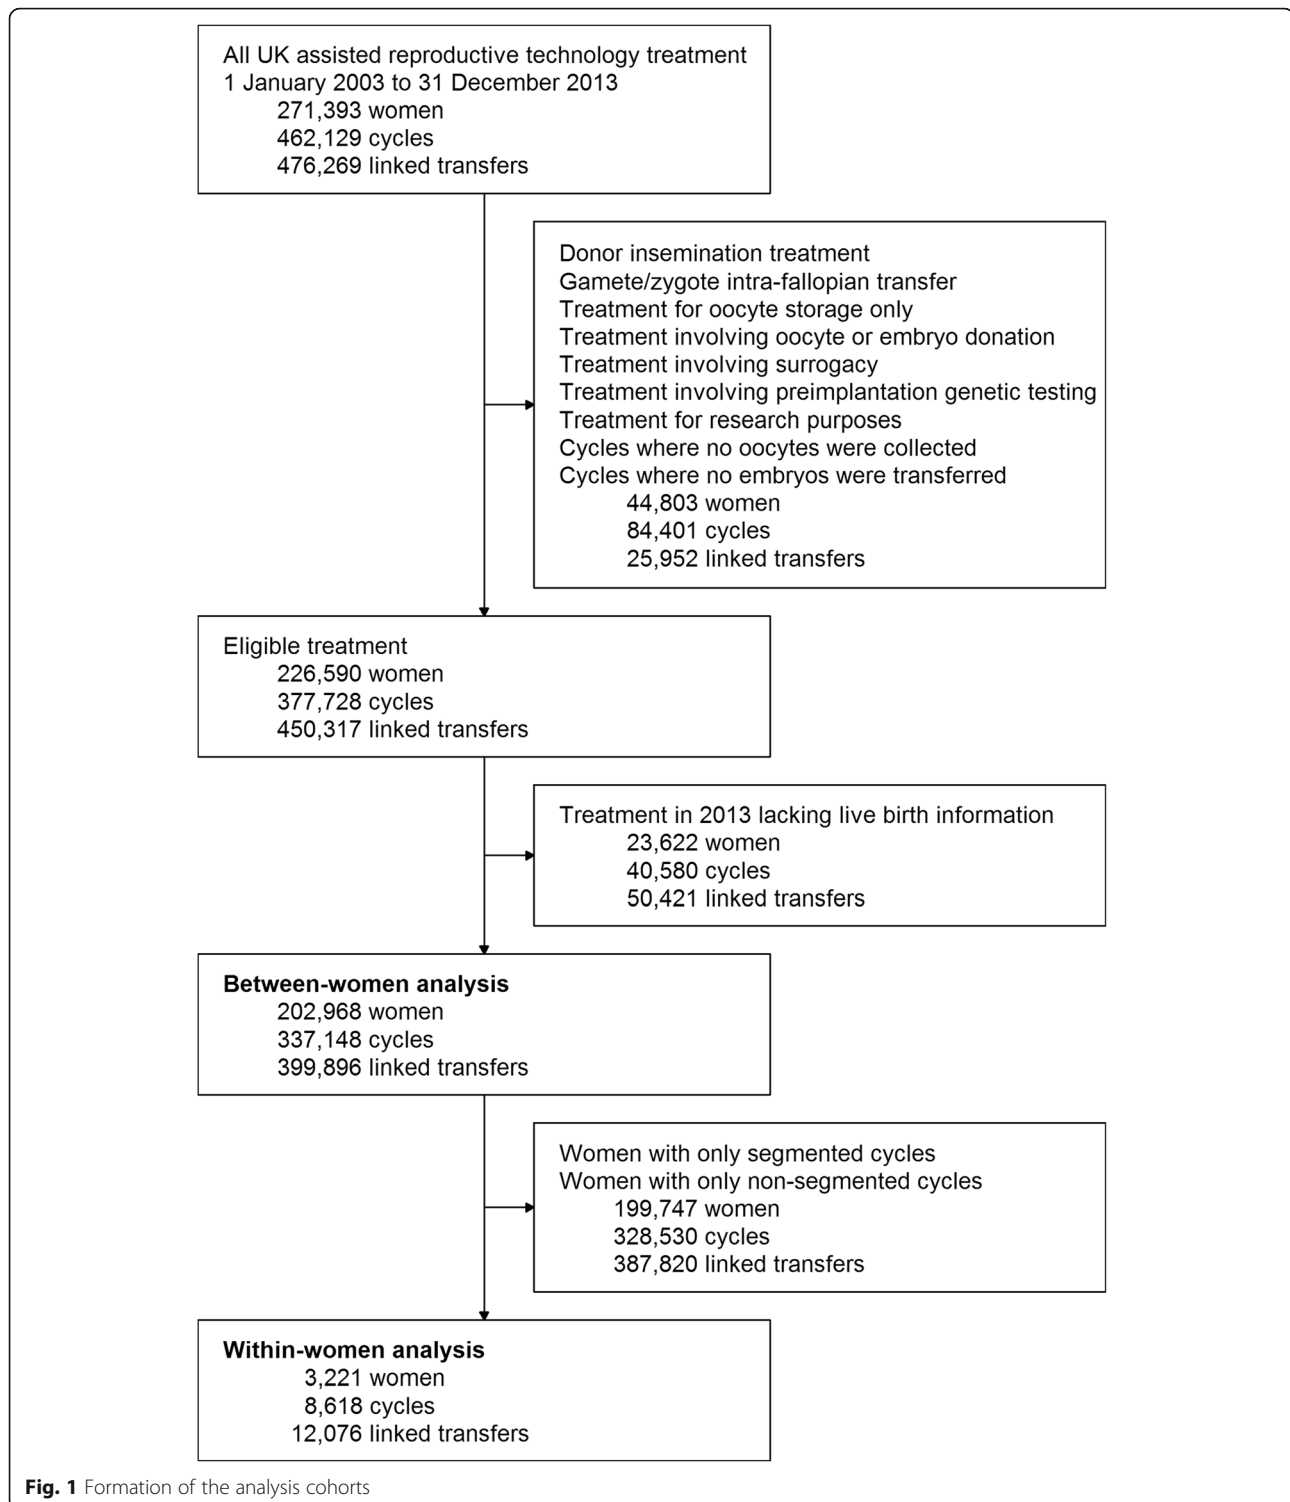 All UK assisted reproductive technology treatment
1 January 2003 to 31 December 2013
271,393 women
462,129 cycles
476,269 linked transfers
Donor insemination treatment
Gamete/zygote intra-fallopian transfer
Treatment for oocyte storage only
Treatment involving oocyte or embryo donation
Treatment involving surrogacy
Treatment involving preimplantation genetic testing
Treatment for research purposes
Cycles where no oocytes were collected
Cycles where no embryos were transferred
44,803 women
84,401 cycles
25,952 linked transfers
Eligible treatment
226,590 women
377,728 cycles
450,317 linked transfers
Treatment in 2013 lacking live birth information
23,622 women
40,580 cycles
50,421 linked transfers
Between-women analysis
202,968 women
337,148 cycles
399,896 linked transfers
Women with only segmented cycles
Women with only non-segmented cycles
199,747 women
328,530 cycles
387,820 linked transfers
Within-women analysis
3,221 women
8,618 cycles
12,076 linked transfers
Fig. 1 Formation of the analysis cohorts